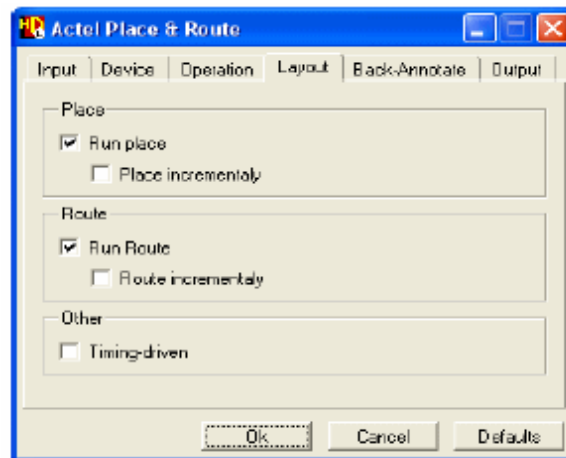 Actel Place & Route
Input Device Operation Layout Back-Annotate Output
Place
Run place
Place incrementaly
Route
Run Route
Route incrementaly
Other
Timing-driven
Ok Cancel Defaults